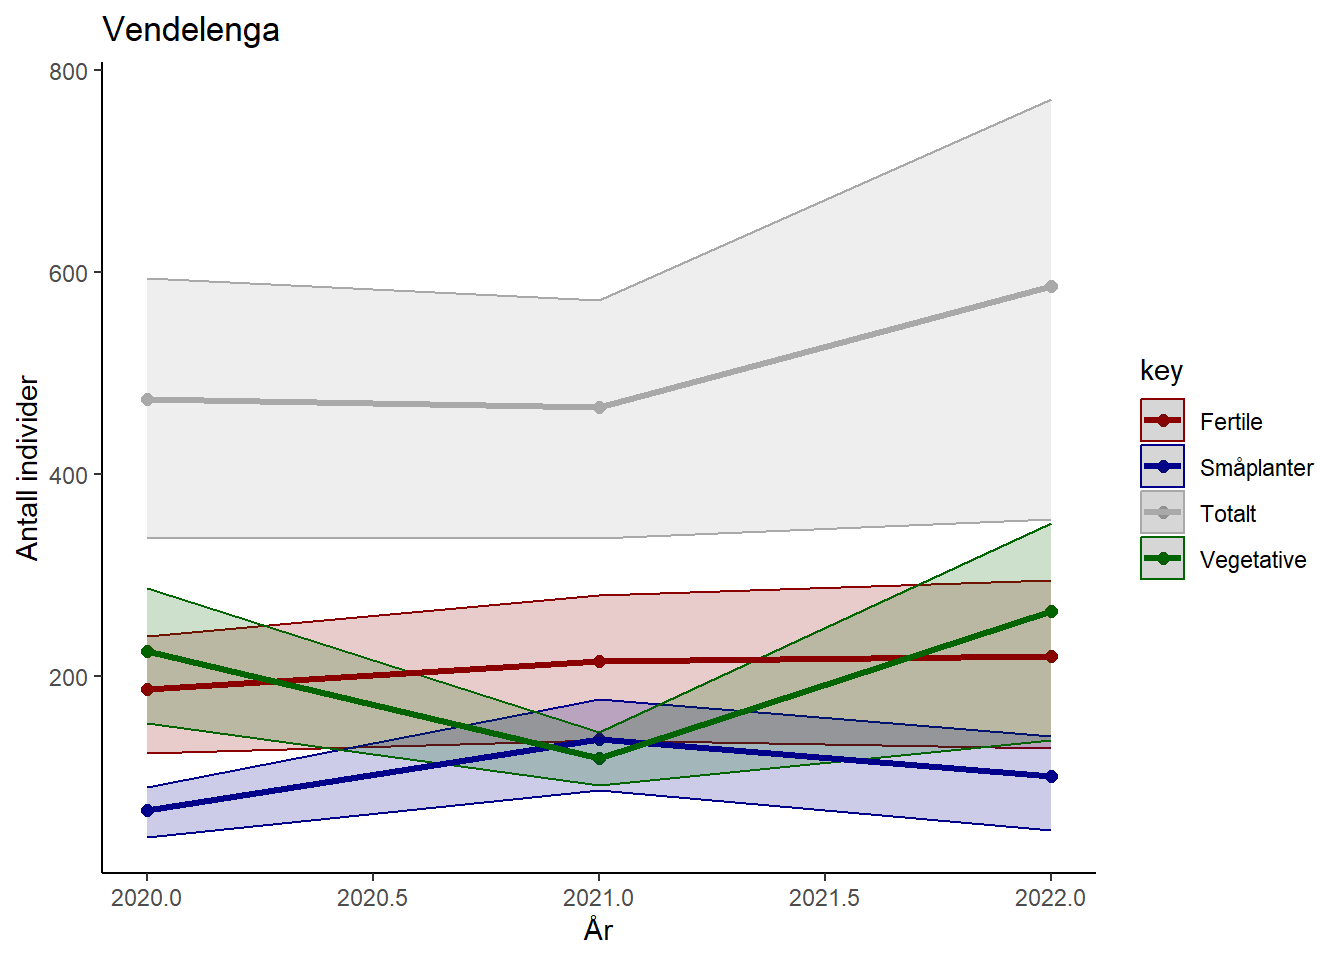 Vendelenga
800
600
400
200
Antall individer
2020.0
2020.5
2021.0
2021.5
2022.0
År
key
Fertile
Småplanter
Totalt
Vegetative